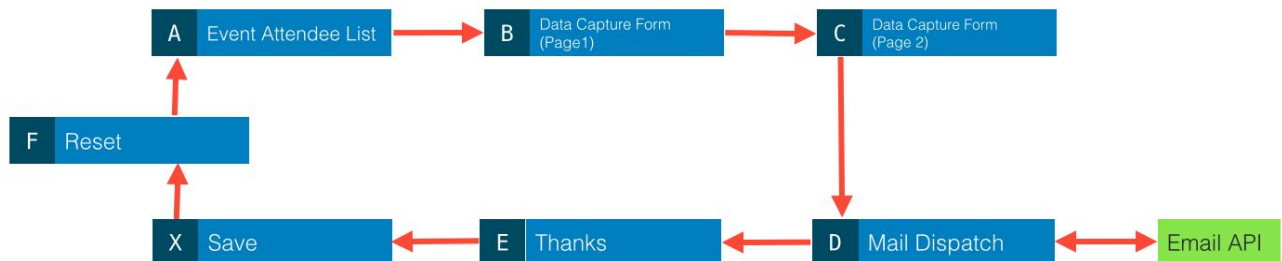 A Event Attendee List
B Data Capture Form
(Page1)
C Data Capture Form
(Page 2)
F Reset
X Save
E Thanks
D Mail Dispatch
Email API